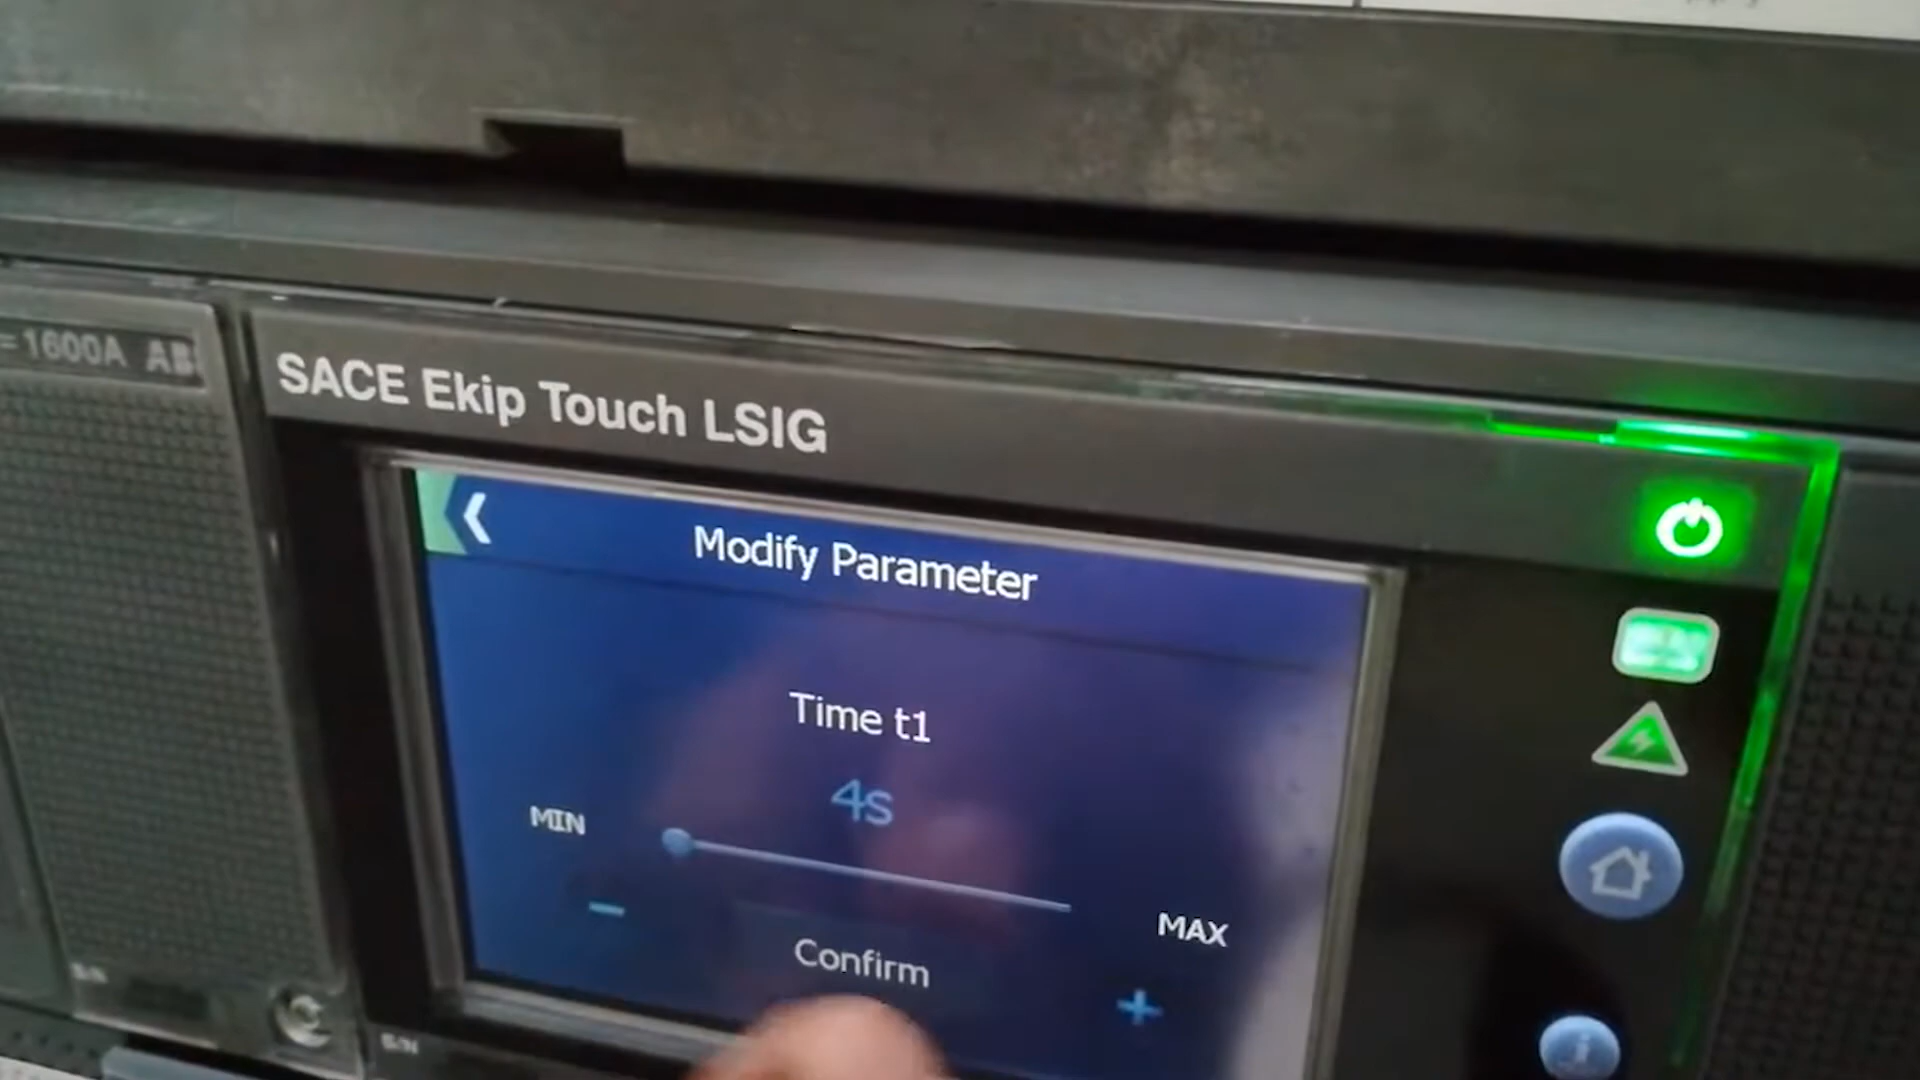 =1600A AB
SACE Ekip Touch LSIG
Modify Parameter
Time t1
4s
MIN
MAX
Confirm